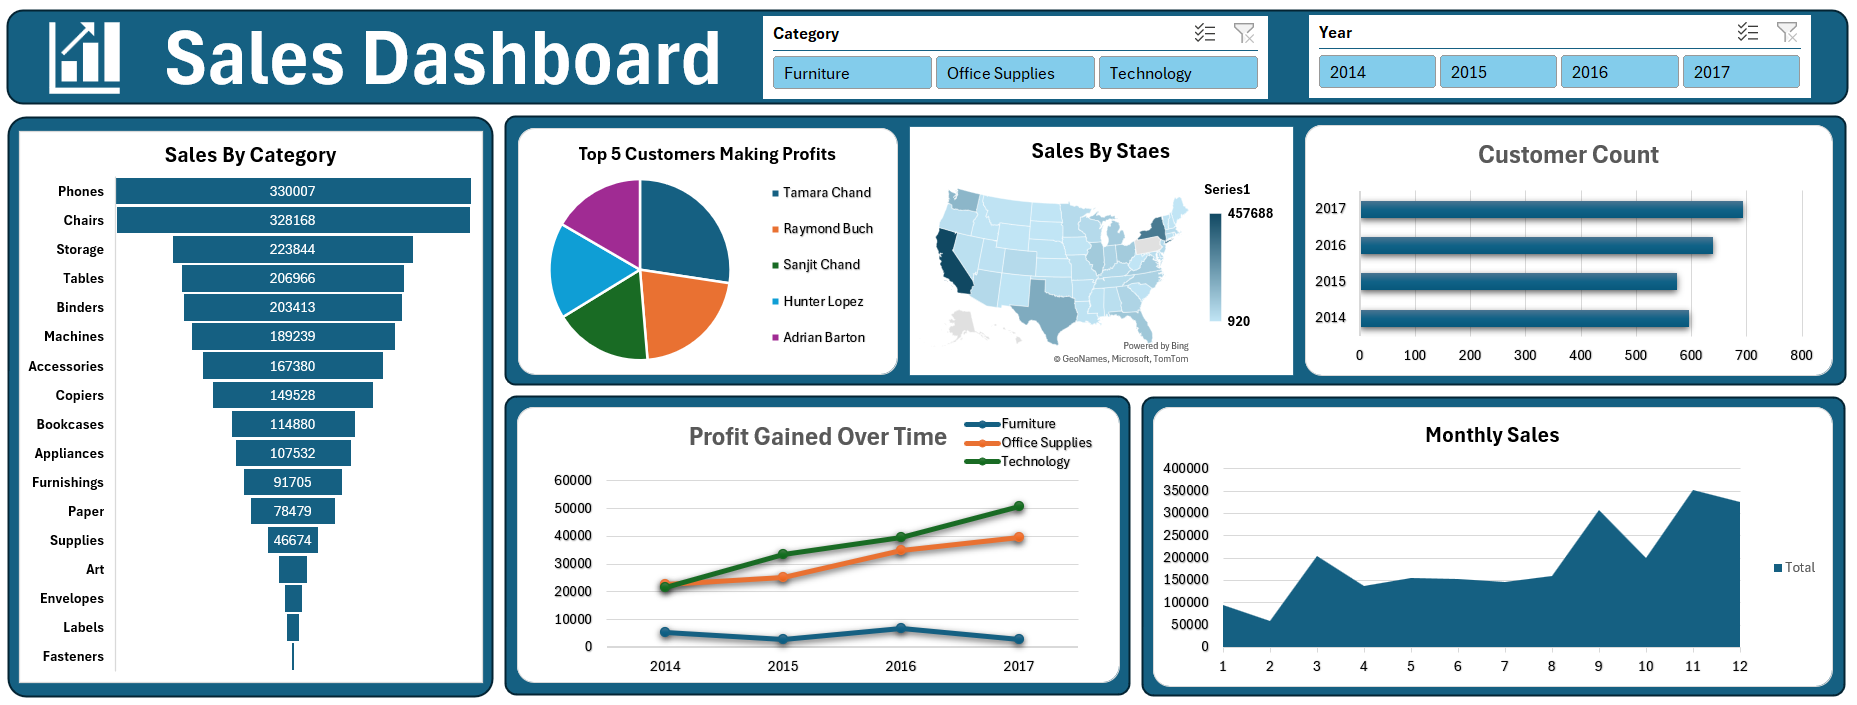 Sales Dashboard
Category
Furniture
Office Supplies
Technology
Year
2014
2015
2016
2017
Sales By Category
Phones 330007
Chairs 328168
Storage 223844
Tables 206966
Binders 203413
Machines 189239
Accessories 167380
Copiers 149528
Bookcases 114880
Appliances 107532
Furnishings 91705
Paper 78479
Supplies 46674
Art
Envelopes
Labels
Fasteners
Top 5 Customers Making Profits
Tamara Chand
Raymond Buch
Sanjit Chand
Hunter Lopez
Adrian Barton
Sales By Staes
Series1
457688
920
Powered by Bing
© GeoNames, Microsoft, TomTom
Customer Count
2017
2016
2015
2014
0 100 200 300 400 500 600 700 800
Profit Gained Over Time
Furniture
Office Supplies
Technology
60000
50000
40000
30000
20000
10000
0
2014 2015 2016 2017
Monthly Sales
400000
350000
300000
250000
200000
150000
100000
50000
0
1 2 3 4 5 6 7 8 9 10 11 12
Total